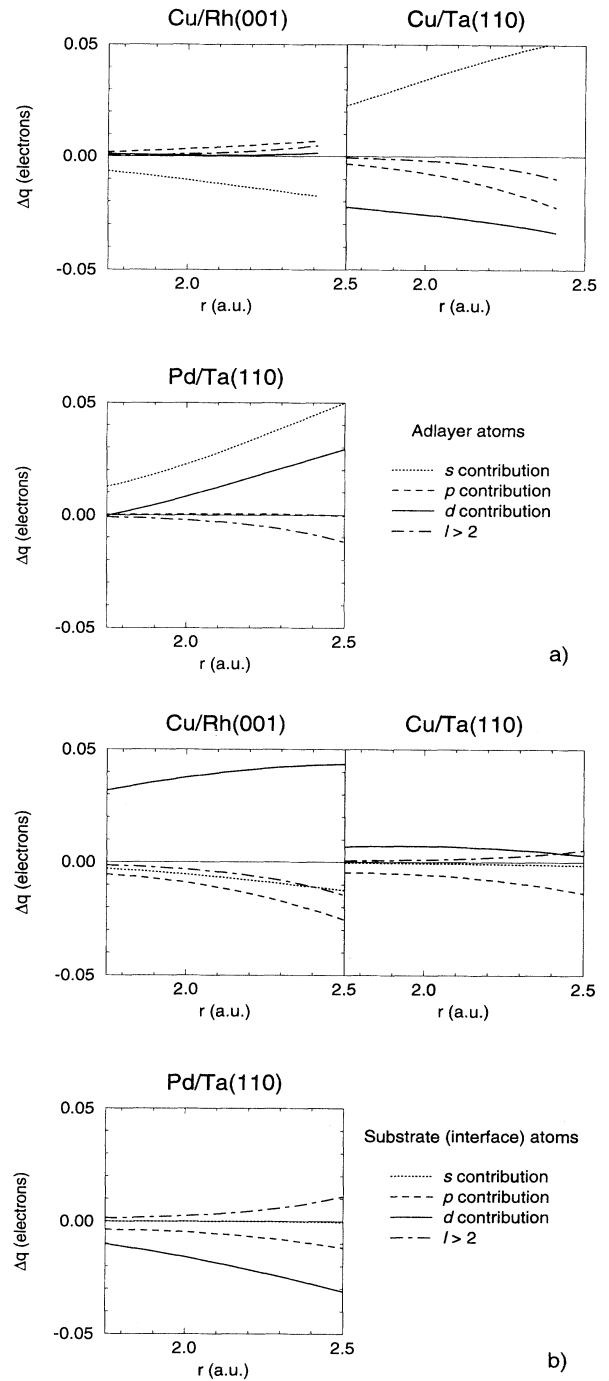 Cu/Rh(001) Cu/Ta(110)
0.05
0.00
-0.05
Δq (electrons)
2.0 2.5 2.0 2.5
r (a.u.) r (a.u.)
Pd/Ta(110)
0.05
0.00
-0.05
Δq (electrons)
2.0 2.5
r (a.u.)
Adlayer atoms
s contribution
p contribution
d contribution
l > 2
a)
Cu/Rh(001) Cu/Ta(110)
0.05
0.00
-0.05
Δq (electrons)
2.0 2.5 2.0 2.5
r (a.u.) r (a.u.)
Pd/Ta(110)
0.05
0.00
-0.05
Δq (electrons)
2.0 2.5
r (a.u.)
Substrate (interface) atoms
s contribution
p contribution
d contribution
l > 2
b)